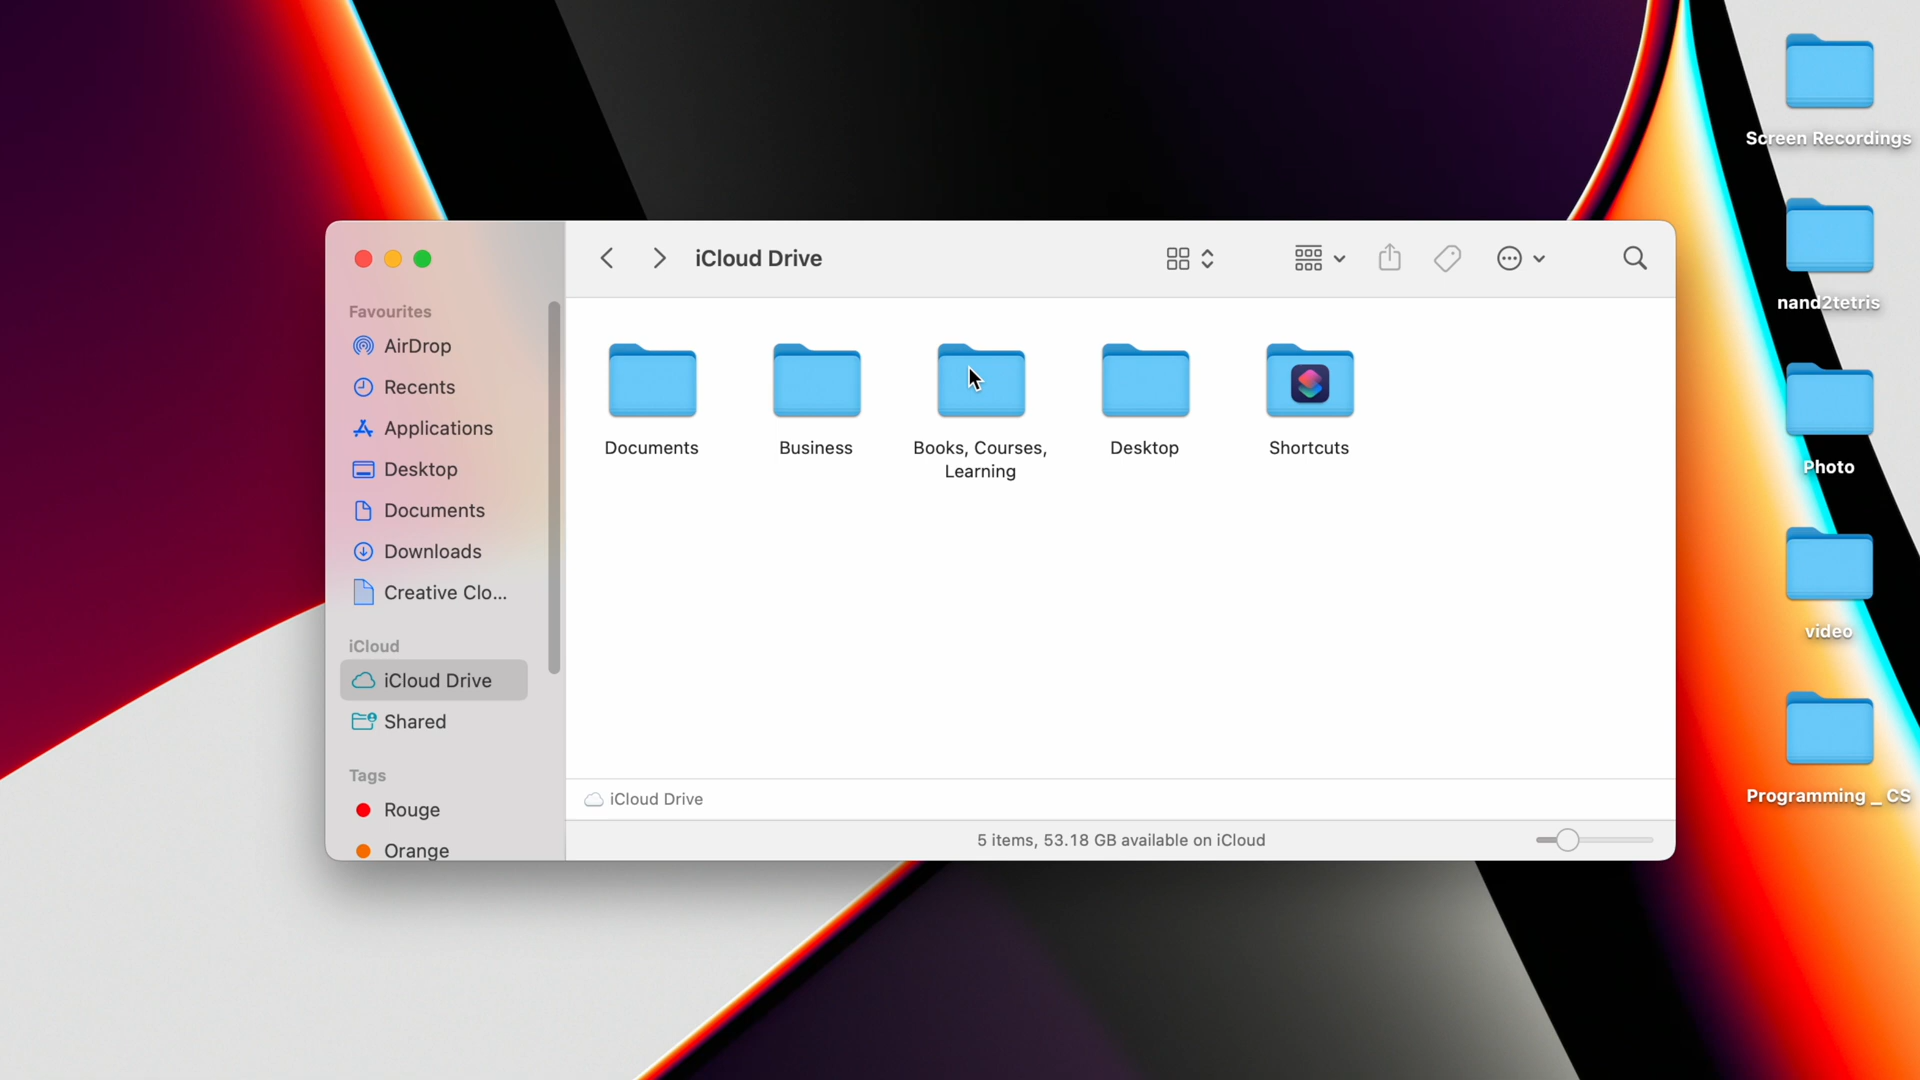 Screen Recordings
nand2tetris
Photo
video
Programming _ CS
iCloud Drive
Favourites
AirDrop
Recents
Applications
Desktop
Documents
Downloads
Creative Clo...
iCloud
iCloud Drive
Shared
Tags
Rouge
Orange
Documents
Business
Books, Courses,
Learning
Desktop
Shortcuts
iCloud Drive
5 items, 53.18 GB available on iCloud